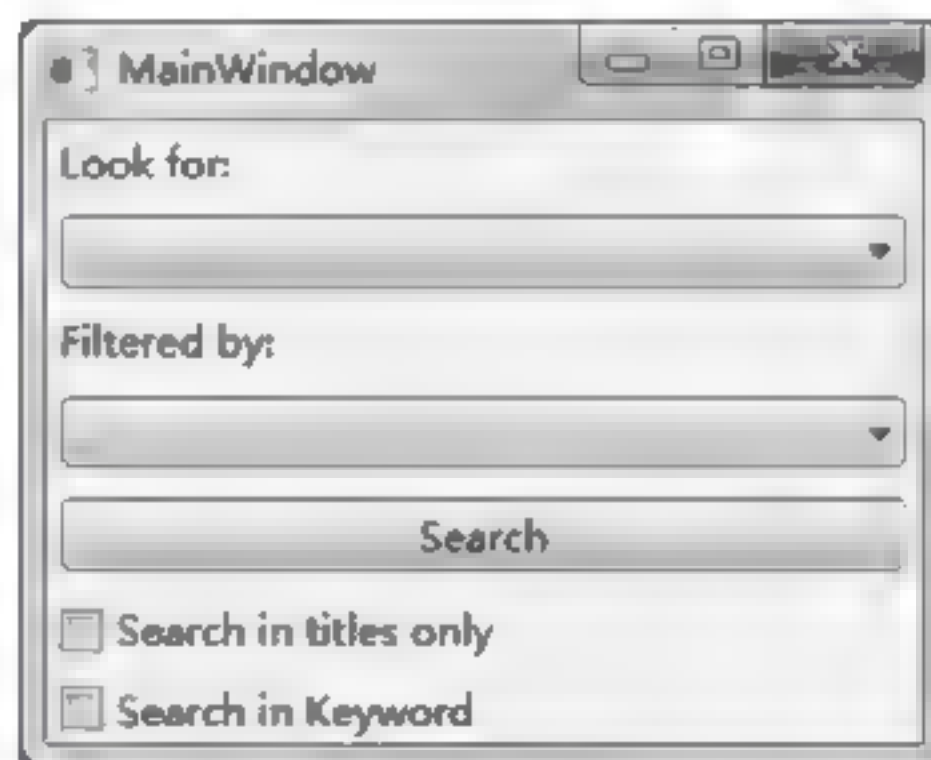 MainWindow
Look for:
Filtered by:
Search
Search in titles only
Search in Keyword